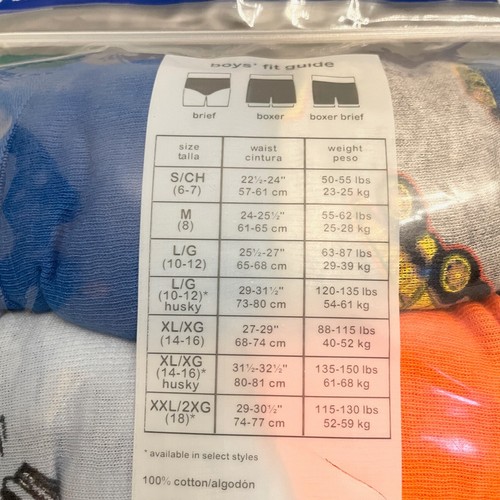 boys' fit guide
brief boxer boxer brief
size waist weight
talla cintura peso
S/CH 22½-24" 50-55 lbs
(6-7) 57-61 cm 23-25 kg
M 24-25½" 55-62 lbs
(8) 61-65 cm 25-28 kg
L/G 25½-27" 63-87 lbs
(10-12) 65-68 cm 29-39 kg
L/G 29-31½" 120-135 lbs
(10-12)* 73-80 cm 54-61 kg
husky
XL/XG 27-29" 88-115 lbs
(14-16) 68-74 cm 40-52 kg
XL/XG 31½-32½" 135-150 lbs
(14-16)* 80-81 cm 61-68 kg
husky
XXL/2XG 29-30½" 115-130 lbs
(18)* 74-77 cm 52-59 kg
* available in select styles
100% cotton/algodón